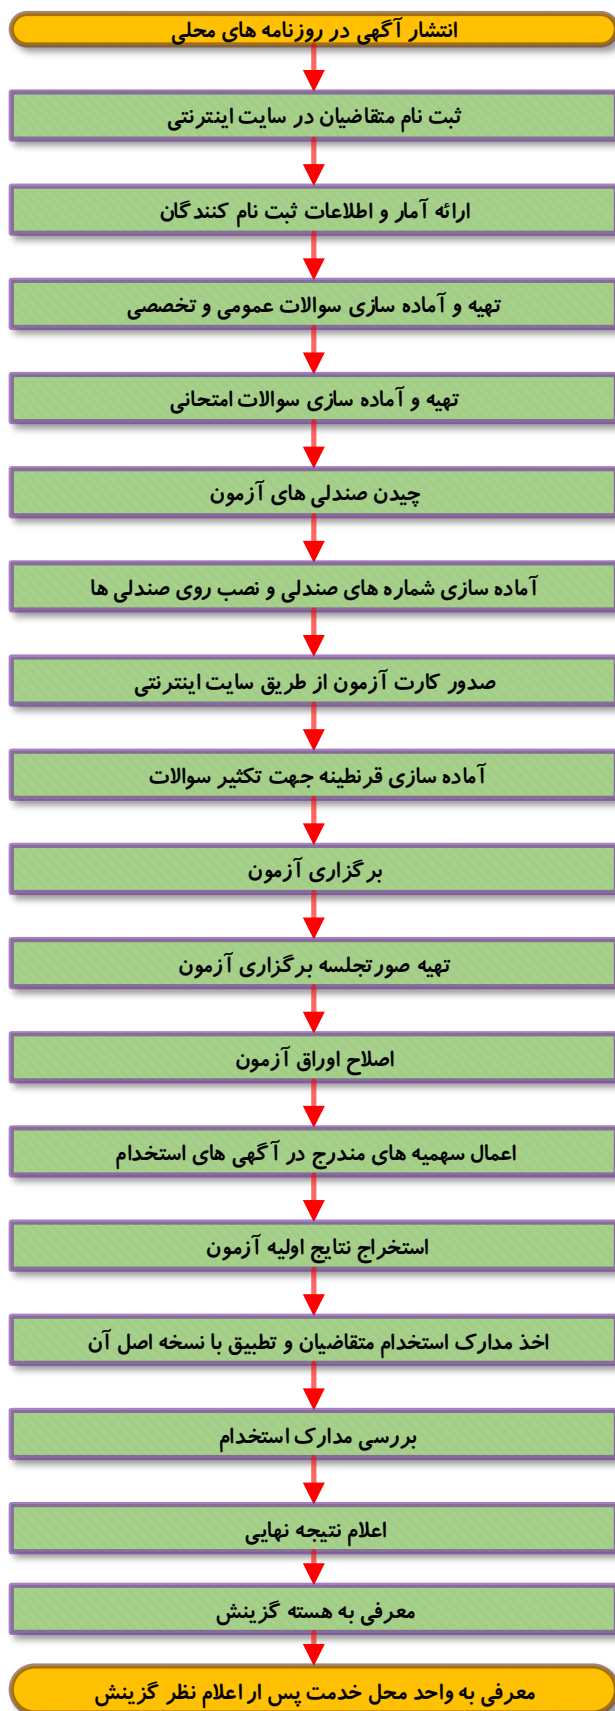 انتشار آگهی در روزنامه های محلی
ثبت نام متقاضیان در سایت اینترنتی
ارائه آمار و اطلاعات ثبت نام کنندگان
تهیه و آماده سازی سوالات عمومی و تخصصی
تهیه و آماده سازی سوالات امتحانی
چیدن صندلی های آزمون
آماده سازی شماره های صندلی و نصب روی صندلی ها
صدور کارت آزمون از طریق سایت اینترنتی
آماده سازی قرنطینه جهت تکثیر سوالات
برگزاری آزمون
تهیه صورتجلسه برگزاری آزمون
اصلاح اوراق آزمون
اعمال سهمیه های مندرج در آگهی های استخدام
استخراج نتایج اولیه آزمون
اخذ مدارک استخدام متقاضیان و تطبیق با نسخه اصل آن
بررسی مدارک استخدام
اعلام نتیجه نهایی
معرفی به هسته گزینش
معرفی به واحد محل خدمت پس ار اعلام نظر گزینش